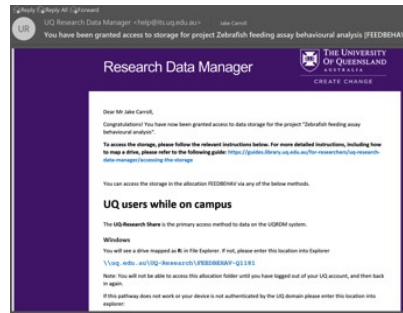 Reply Reply All Forward
UR
UQ Research Data Manager <help@its.uq.edu.au> Jake Carroll
You have been granted access to storage for project Zebrafish feeding assay behavioural analysis [FEEDBEHAV
Research Data Manager
THE UNIVERSITY
OF QUEENSLAND
AUSTRALIA
CREATE CHANGE
Dear Mr Jake Carroll,
Congratulations! You have now been granted access to data storage for the project "Zebrafish feeding assay
behavioural analysis".
To access the storage, please follow the relevant instructions below. For more detailed instructions, including how
to map a drive, please refer to the following guide: https://guides.library.uq.edu.au/for-researchers/uq-research-
data-manager/accessing-the-storage
You can access the storage in the allocation FEEDBEHAV via any of the below methods.
UQ users while on campus
The UQ-Research Share is the primary access method to data on the UQRDM system.
Windows
You will see a drive mapped as R: in File Explorer. If not, please enter this location into Explorer
\\uq.edu.au\UQ-Research\FEEDBEHAV-Q1181
Note: You will not be able to access this allocation folder until you have logged out of your UQ account, and then back
in again.
If this pathway does not work or your device is not authenticated by the UQ domain please enter this location into
explorer: